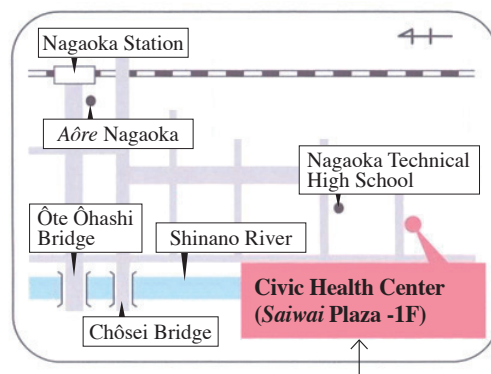 Nagaoka Station
Aôre Nagaoka
Nagaoka Technical
High School
Ôte Ôhashi
Bridge
Shinano River
Civic Health Center
(Saiwai Plaza -1F)
Chôsei Bridge